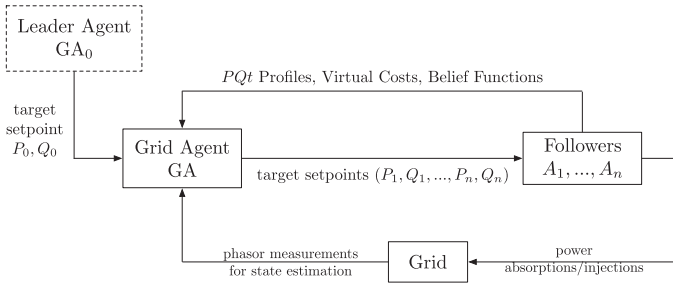 Leader Agent
GA₀
PQt Profiles, Virtual Costs, Belief Functions
target
setpoint
P₀, Q₀
Grid Agent
GA
target setpoints (P₁, Q₁, ..., Pₙ, Qₙ)
Followers
A₁, ..., Aₙ
phasor measurements
for state estimation
Grid
power
absorptions/injections